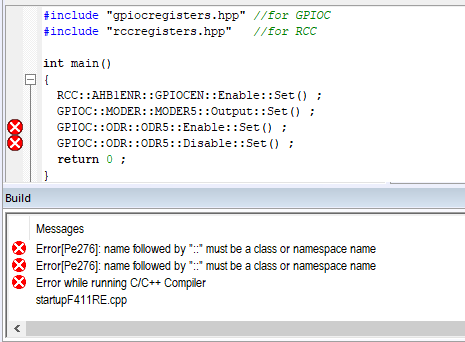 #include "gpiocregisters.hpp" //for GPIOC
#include "rccregisters.hpp" //for RCC
int main()
{
RCC::AHB1ENR::GPIOCEN::Enable::Set() ;
GPIOC::MODER::MODER5::Output::Set() ;
GPIOC::ODR::ODR5::Enable::Set() ;
GPIOC::ODR::ODR5::Disable::Set() ;
return 0 ;
}
Build
Messages
Error[Pe276]: name followed by "::" must be a class or namespace name
Error[Pe276]: name followed by "::" must be a class or namespace name
Error while running C/C++ Compiler
startupF411RE.cpp